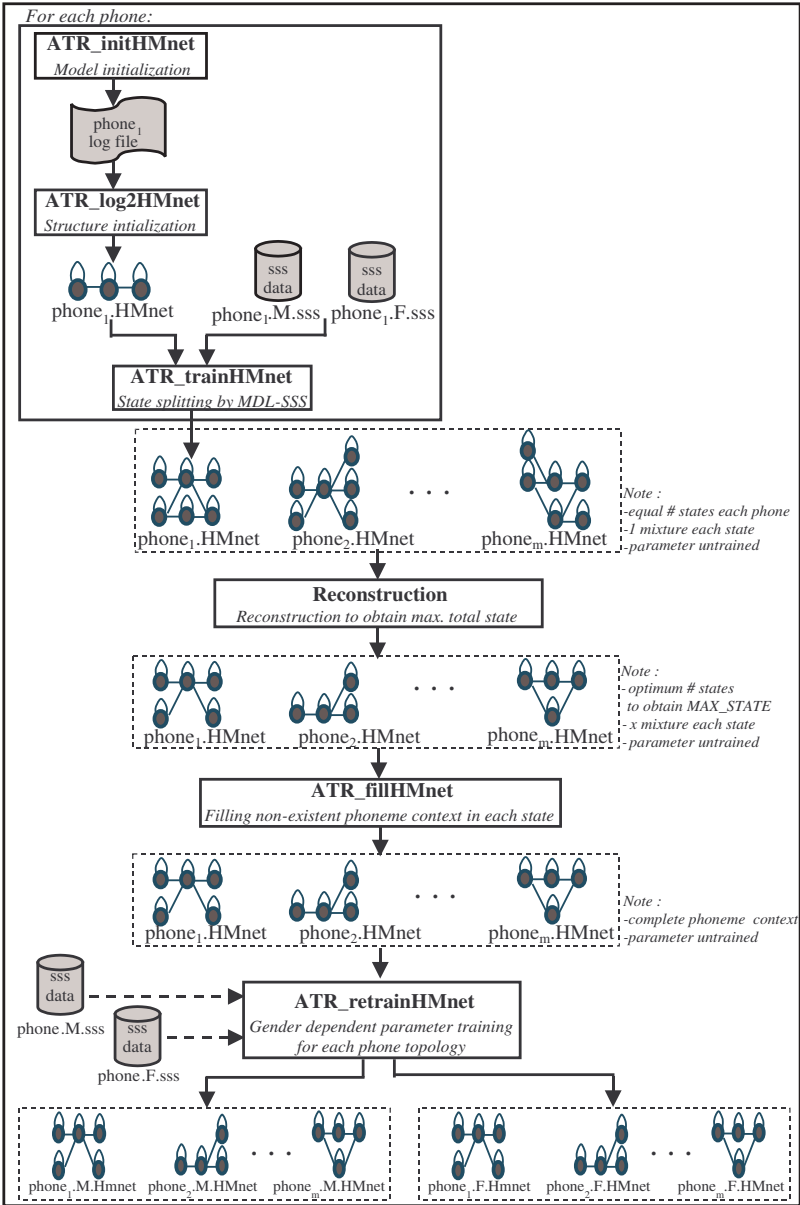 For each phone:
ATR_initHMnet
Model initialization
phone1
log file
ATR_log2HMnet
Structure intialization
phone1.HMnet
sss
data
phone1.M.sss
sss
data
phone1.F.sss
ATR_trainHMnet
State splitting by MDL-SSS
phone1.HMnet
phone2.HMnet
. . .
phonem.HMnet
Note :
-equal # states each phone
-1 mixture each state
-parameter untrained
Reconstruction
Reconstruction to obtain max. total state
phone1.HMnet
phone2.HMnet
. . .
phonem.HMnet
Note :
- optimum # states
to obtain MAX_STATE
- x mixture each state
- parameter untrained
ATR_fillHMnet
Filling non-existent phoneme context in each state
phone1.HMnet
phone2.HMnet
. . .
phonem.HMnet
Note :
-complete phoneme context
-parameter untrained
sss
data
phone.M.sss
sss
data
phone.F.sss
ATR_retrainHMnet
Gender dependent parameter training
for each phone topology
phone1.M.Hmnet
phone2.M.HMnet
. . .
phonem.M.HMnet
phone1.F.Hmnet
phone2.F.HMnet
. . .
phonem.F.HMnet